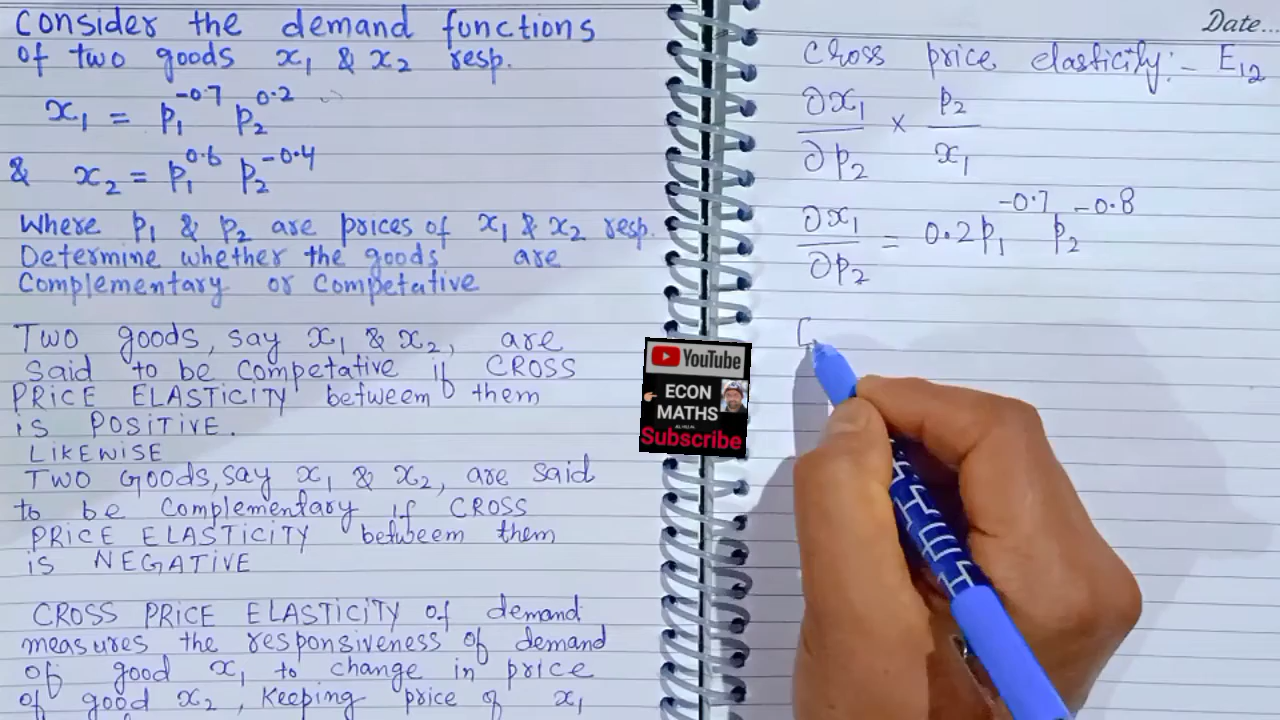 Consider the demand functions
of two goods x₁ & x₂ resp.
x₁ = p₁^-0.7 p₂^0.2
& x₂ = p₁^0.6 p₂^-0.4
Where p₁ & p₂ are prices of x₁ & x₂ resp.
Determine whether the goods are
Complementary or Competative
Two goods, say x₁ & x₂, are
said to be competative if CROSS
PRICE ELASTICITY between them
is POSITIVE.
LIKEWISE
TWO GOODS, say x₁ & x₂, are said
to be complementary if CROSS
PRICE ELASTICITY betweem them
is NEGATIVE
CROSS PRICE ELASTICITY of demand
measures the responsiveness of demand
of good x₁ to change in price
of good x₂, keeping price of x₁
YouTube
ECON
MATHS
Subscribe
Date...
Cross price elasticity:- E₁₂
∂x₁/∂p₂ × p₂/x₁
∂x₁/∂p₂ = 0.2p₁^-0.7 p₂^-0.8